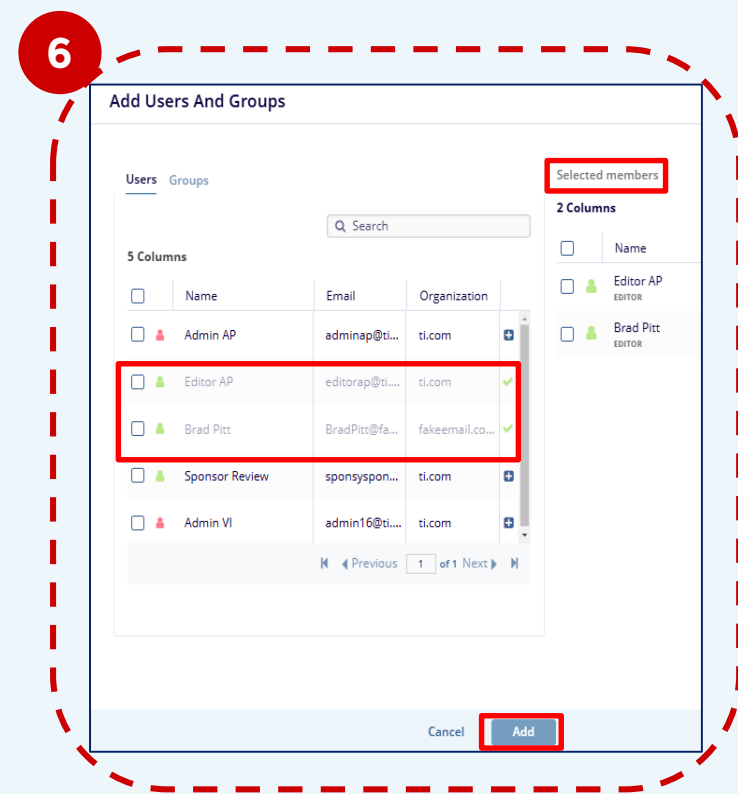 6
Add Users And Groups
Users Groups
Search
5 Columns
Name Email Organization
Admin AP adminap@ti... ti.com
Editor AP editorap@ti.... ti.com
Brad Pitt BradPitt@fa... fakeemail.co...
Sponsor Review sponsyspon... ti.com
Admin VI admin16@ti.... ti.com
Previous 1 of 1 Next
Selected members
2 Columns
Name
Editor AP
EDITOR
Brad Pitt
EDITOR
Cancel Add